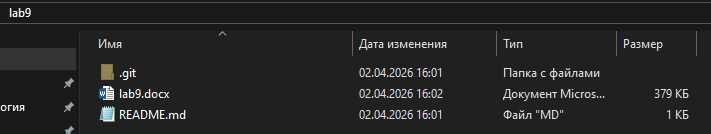 lab9
Имя Дата изменения Тип Размер
.git 02.04.2026 16:01 Папка с файлами
lab9.docx 02.04.2026 16:02 Документ Micros... 379 КБ
README.md 02.04.2026 16:01 Файл "MD" 1 КБ
огия